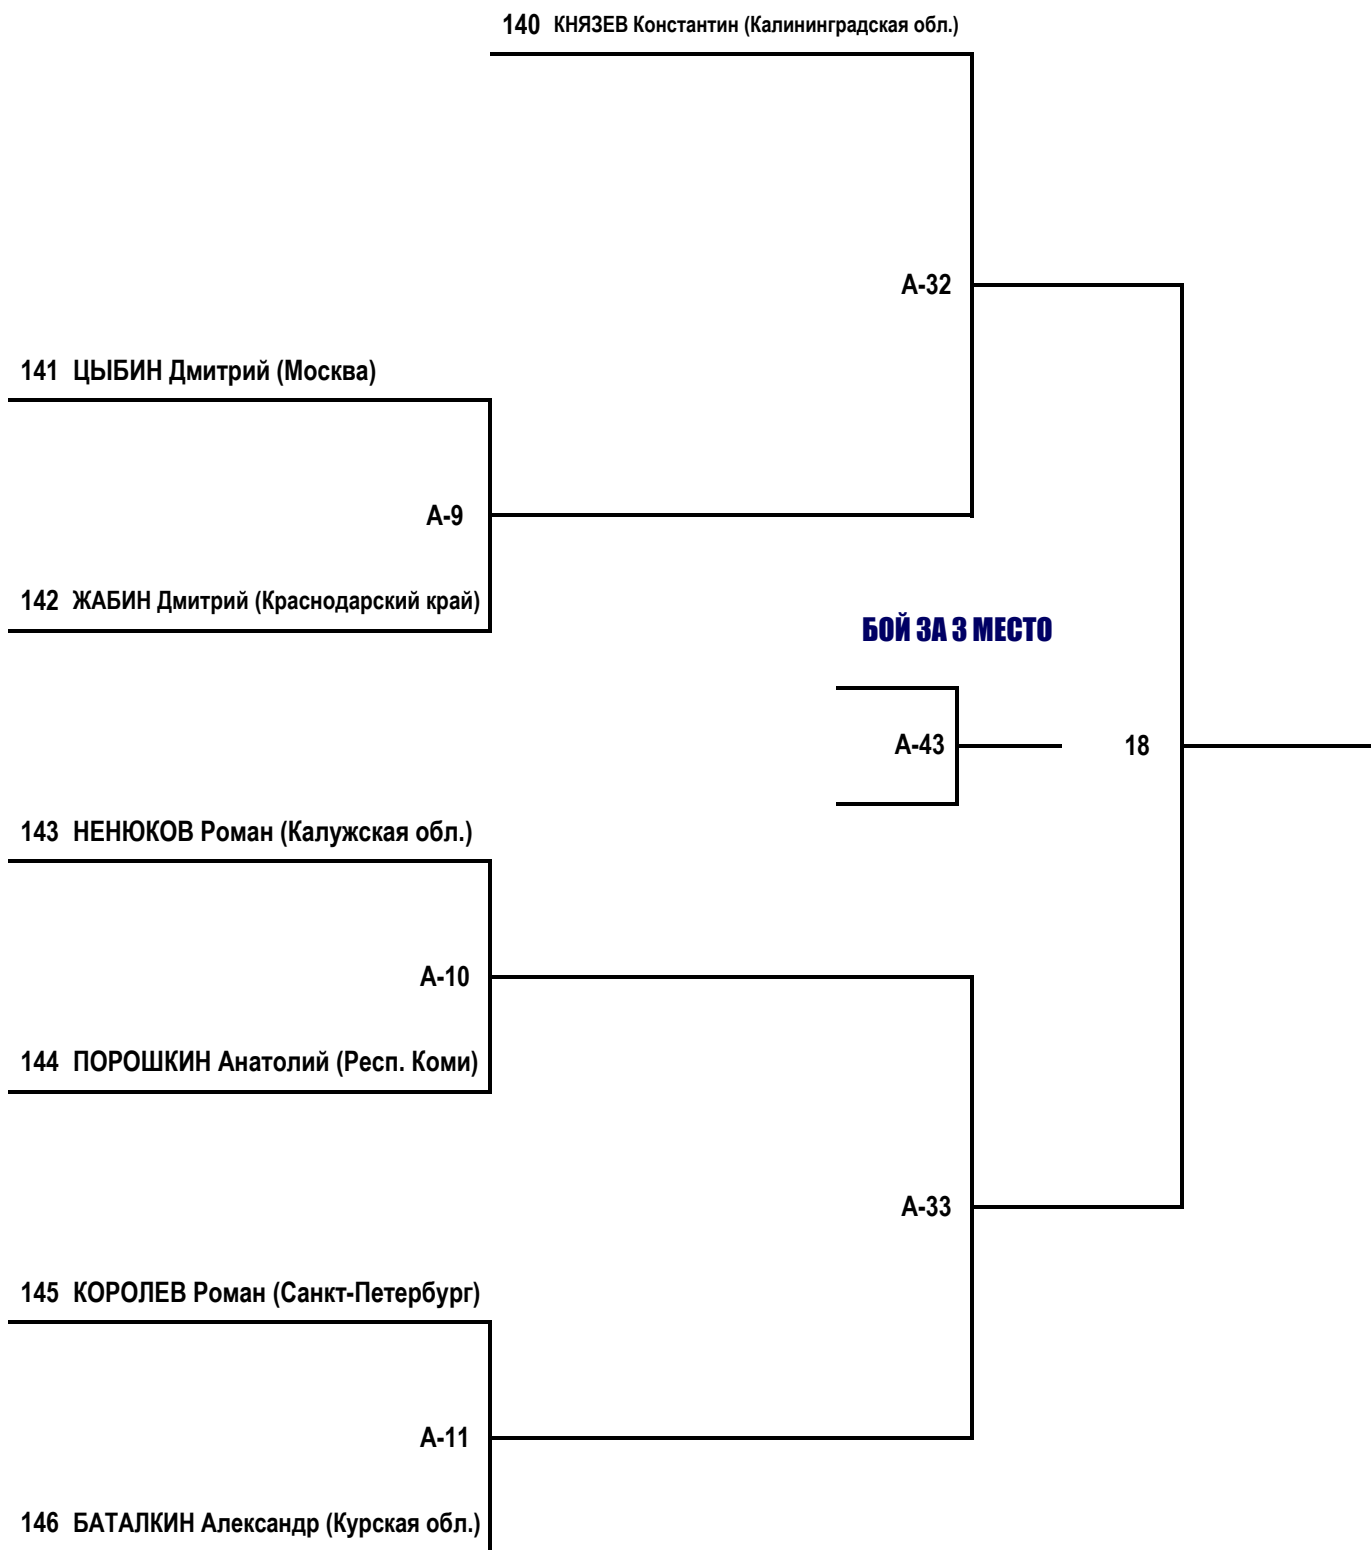 140 КНЯЗЕВ Константин (Калининградская обл.)
А-32
141 ЦЫБИН Дмитрий (Москва)
А-9
142 ЖАБИН Дмитрий (Краснодарский край)
БОЙ ЗА 3 МЕСТО
А-43 18
143 НЕНЮКОВ Роман (Калужская обл.)
А-10
144 ПОРОШКИН Анатолий (Респ. Коми)
А-33
145 КОРОЛЕВ Роман (Санкт-Петербург)
А-11
146 БАТАЛКИН Александр (Курская обл.)